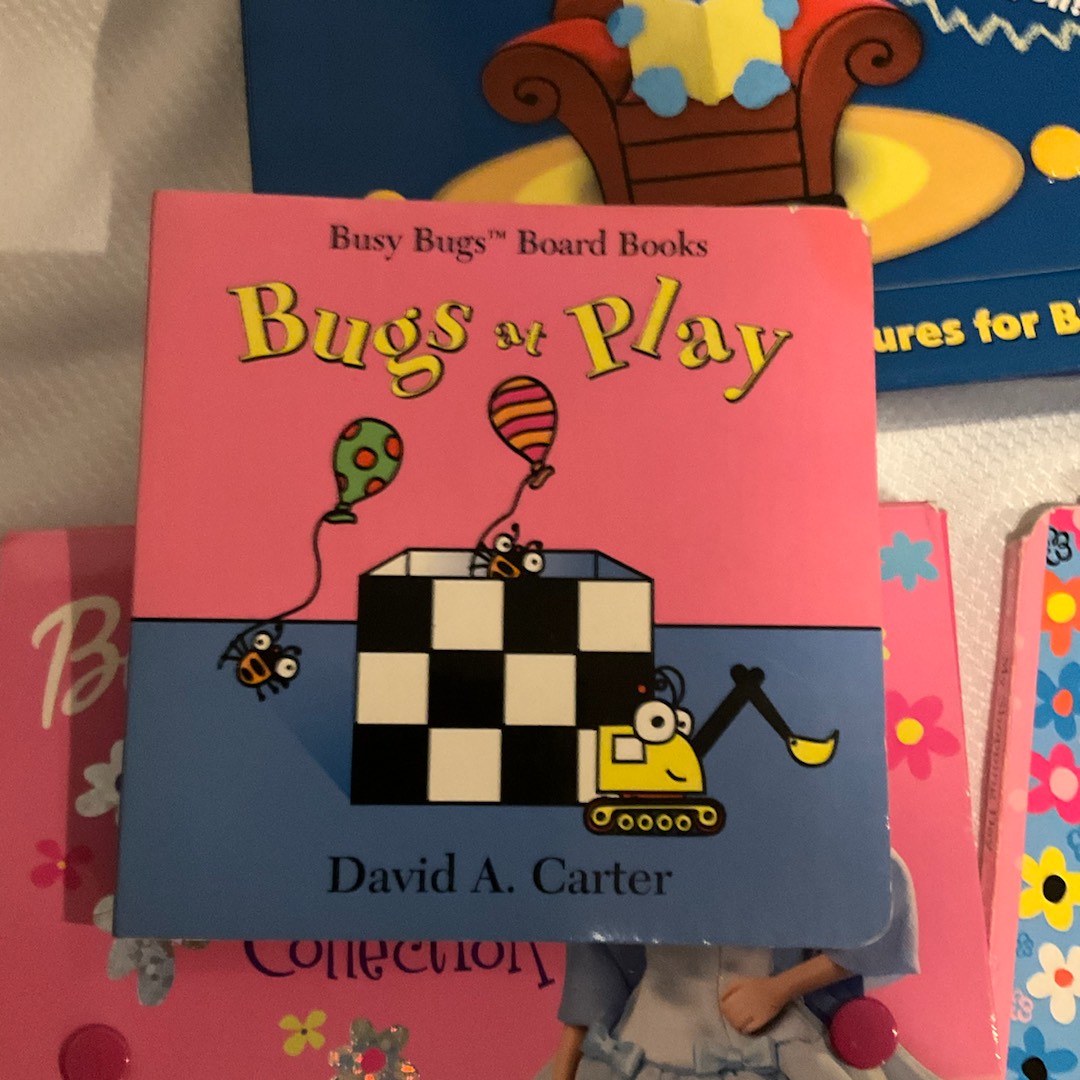 Busy Bugs™ Board Books
Bugs at Play
ures for B
David A. Carter
B
Collection